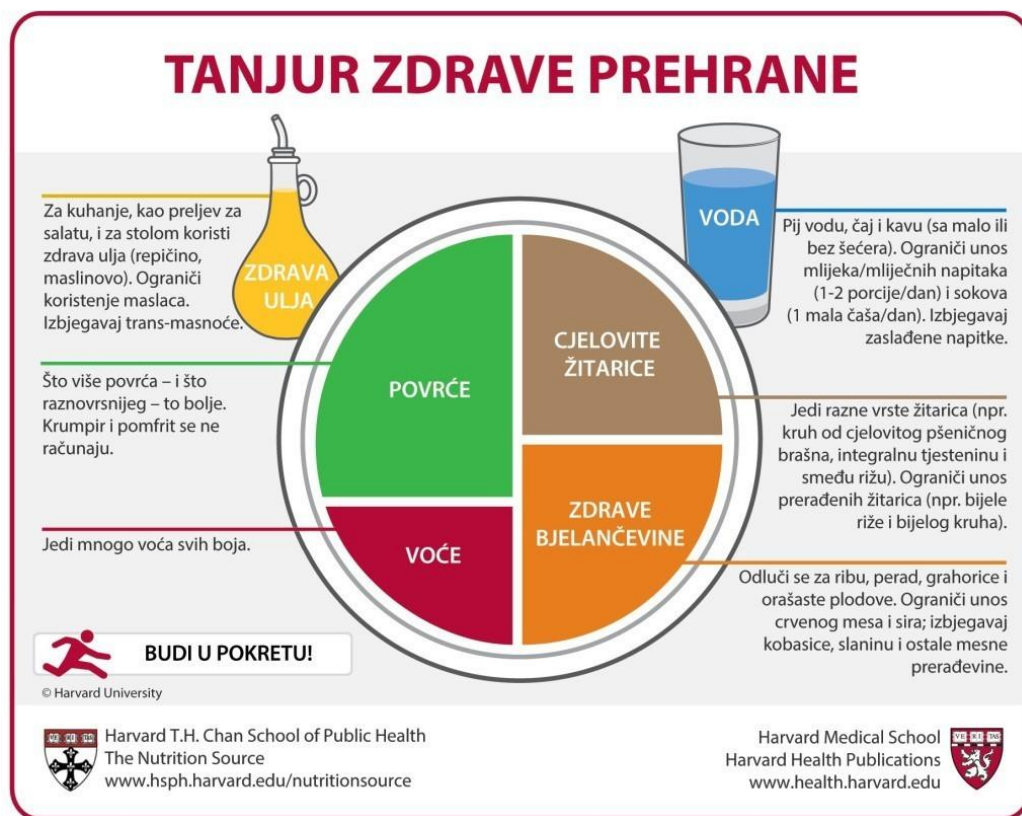 TANJUR ZDRAVE PREHRANE
Za kuhanje, kao preljev za
salatu, i za stolom koristi
zdrava ulja (repičino,
maslinovo). Ograniči
koristenje maslaca.
Izbjegavaj trans-masnoće.
ZDRAVA
ULJA
VODA
Pij vodu, čaj i kavu (sa malo ili
bez šećera). Ograniči unos
mlijeka/mliječnih napitaka
(1-2 porcije/dan) i sokova
(1 mala čaša/dan). Izbjegavaj
zaslađene napitke.
Što više povrća – i što
raznovrsnijeg – to bolje.
Krumpir i pomfrit se ne
računaju.
POVRĆE
CJELOVITE
ŽITARICE
Jedi razne vrste žitarica (npr.
kruh od cjelovitog pšeničnog
brašna, integralnu tjesteninu i
smeđu rižu). Ograniči unos
prerađenih žitarica (npr. bijele
riže i bijelog kruha).
Jedi mnogo voća svih boja.
VOĆE
ZDRAVE
BJELANČEVINE
Odluči se za ribu, perad, grahorice i
orašaste plodove. Ograniči unos
crvenog mesa i sira; izbjegavaj
kobasice, slaninu i ostale mesne
prerađevine.
BUDI U POKRETU!
© Harvard University
Harvard T.H. Chan School of Public Health
The Nutrition Source
www.hsph.harvard.edu/nutritionsource
Harvard Medical School
Harvard Health Publications
www.health.harvard.edu
VE RI TAS